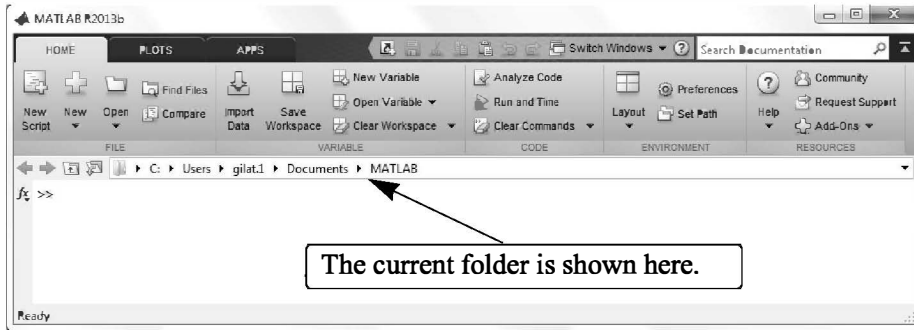 MATLAB R2013b
HOME PLOTS APPS Switch Windows ? Search Documentation
New Script
New
Open
Find Files
Compare
Import Data
Save Workspace
New Variable
Open Variable
Clear Workspace
Analyze Code
Run and Time
Clear Commands
Layout
Preferences
Set Path
? Help
Community
Request Support
Add-Ons
FILE VARIABLE CODE ENVIRONMENT RESOURCES
C: Users gilat.1 Documents MATLAB
fx >>
The current folder is shown here.
Ready